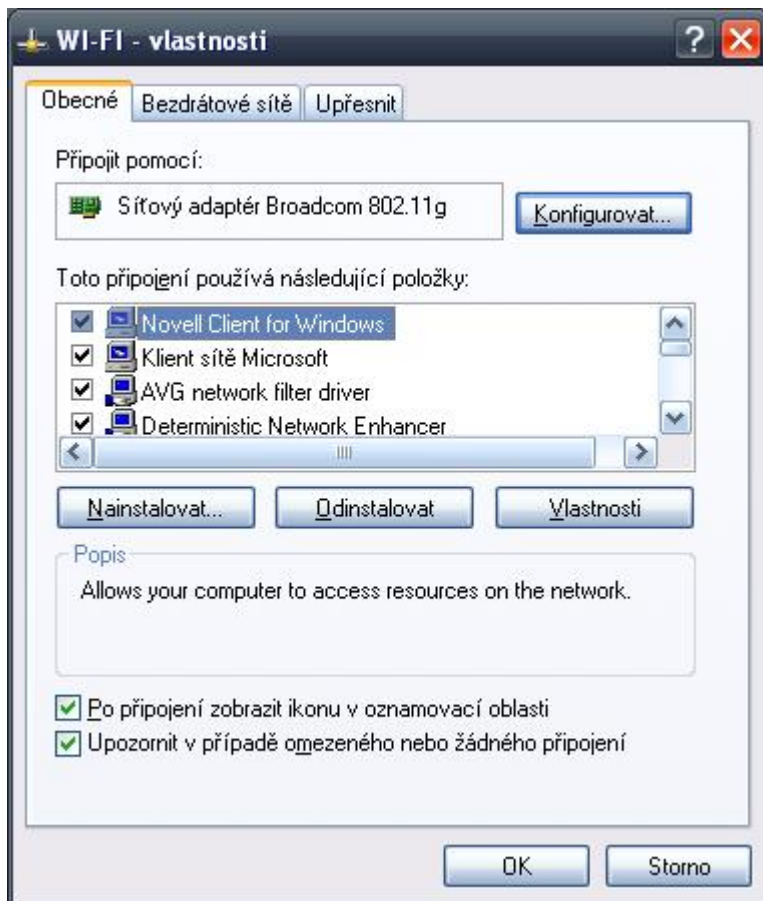 WI-FI - vlastnosti
Obecné Bezdrátové sítě Upřesnit
Připojit pomocí:
Síťový adaptér Broadcom 802.11g
Konfigurovat...
Toto připojení používá následující položky:
Novell Client for Windows
Klient sítě Microsoft
AVG network filter driver
Deterministic Network Enhancer
Nainstalovat... Odinstalovat Vlastnosti
Popis
Allows your computer to access resources on the network.
Po připojení zobrazit ikonu v oznamovací oblasti
Upozornit v případě omezeného nebo žádného připojení
OK Storno